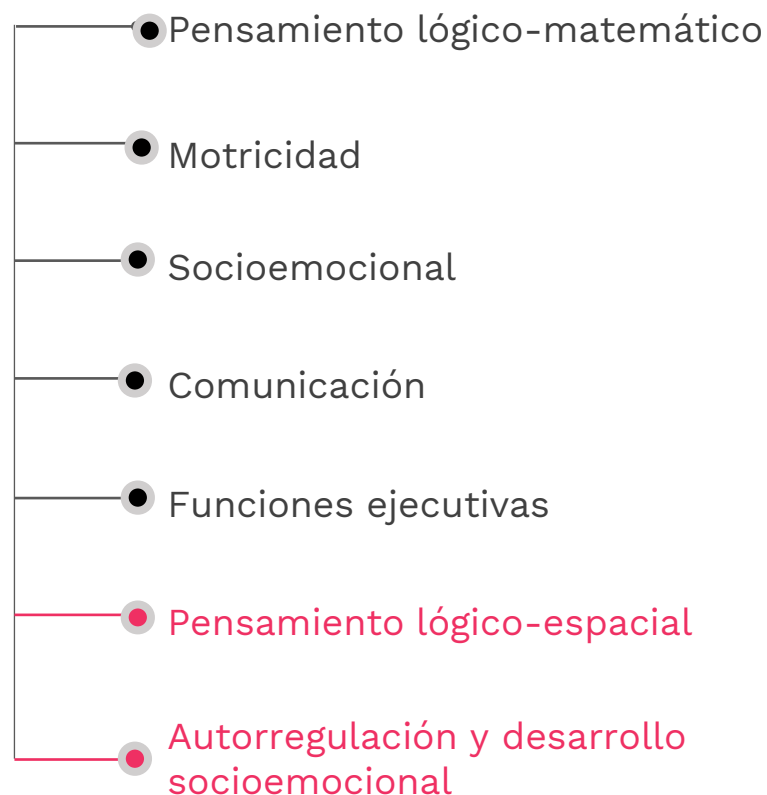 Pensamiento lógico-matemático
Motricidad
Socioemocional
Comunicación
Funciones ejecutivas
Pensamiento lógico-espacial
Autorregulación y desarrollo
socioemocional